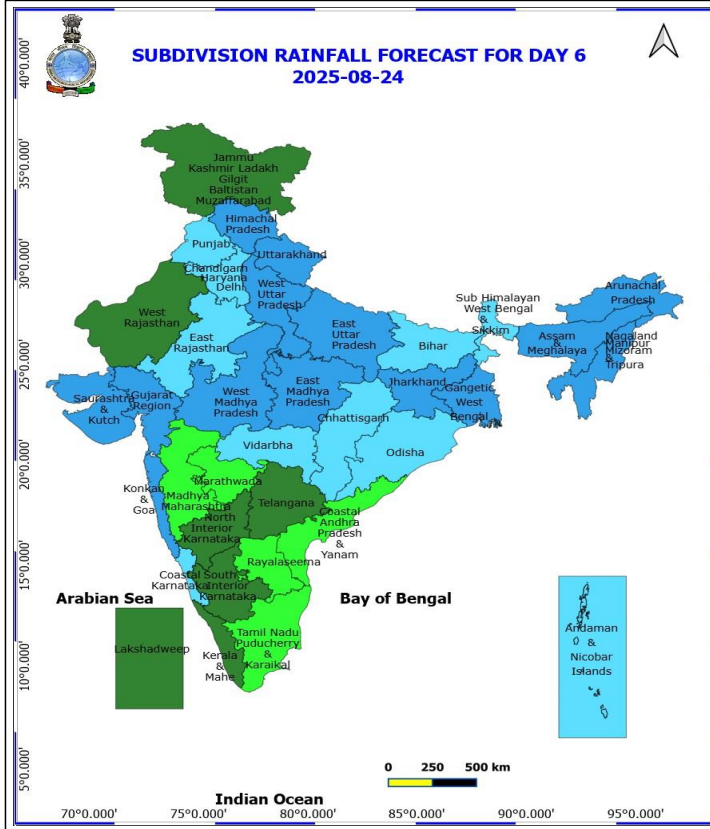 SUBDIVISION RAINFALL FORECAST FOR DAY 6
2025-08-24
40°0.000'
35°0.000'
30°0.000'
25°0.000'
20°0.000'
15°0.000'
10°0.000'
5°0.000'
Jammu
Kashmir Ladakh
Gilgit
Baltistan
Muzaffarabad
Himachal
Pradesh
Punjab
Uttarakhand
Chandigarh
Haryana
Delhi
West
Uttar
Pradesh
West
Rajasthan
East
Rajasthan
East
Uttar
Pradesh
Bihar
Sub Himalayan
West Bengal
&
Sikkim
Arunachal
Pradesh
Assam
&
Meghalaya
Nagaland
Manipur
Mizoram
&
Tripura
Saurashtra
&
Kutch
Gujarat
Region
West
Madhya
Pradesh
East
Madhya
Pradesh
Jharkhand
Gangetic
West
Bengal
Chhattisgarh
Vidarbha
Odisha
Konkan
&
Goa
Madhya
Maharashtra
Marathwada
Telangana
North
Interior
Karnataka
Coastal
Andhra
Pradesh
&
Yanam
Rayalaseema
Coastal
Karnataka
South
Interior
Karnataka
Arabian Sea
Bay of Bengal
Lakshadweep
Kerala
&
Mahe
Tamil Nadu
Puducherry
&
Karaikal
Andaman
&
Nicobar
Islands
0 250 500 km
Indian Ocean
70°0.000' 75°0.000' 80°0.000' 85°0.000' 90°0.000' 95°0.000'